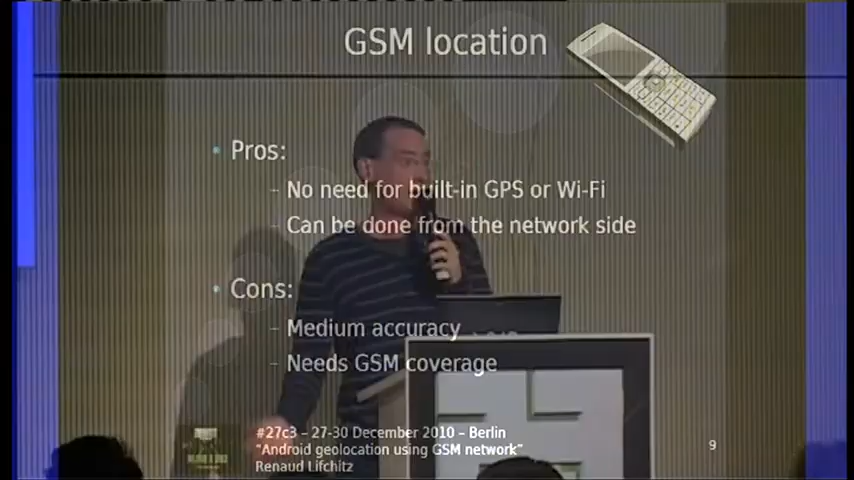 GSM location
Pros:
– No need for built-in GPS or Wi-Fi
– Can be done from the network side
Cons:
– Medium accuracy
– Needs GSM coverage
#27c3 – 27-30 December 2010 – Berlin
"Android geolocation using GSM network"
Renaud Lifchitz
9